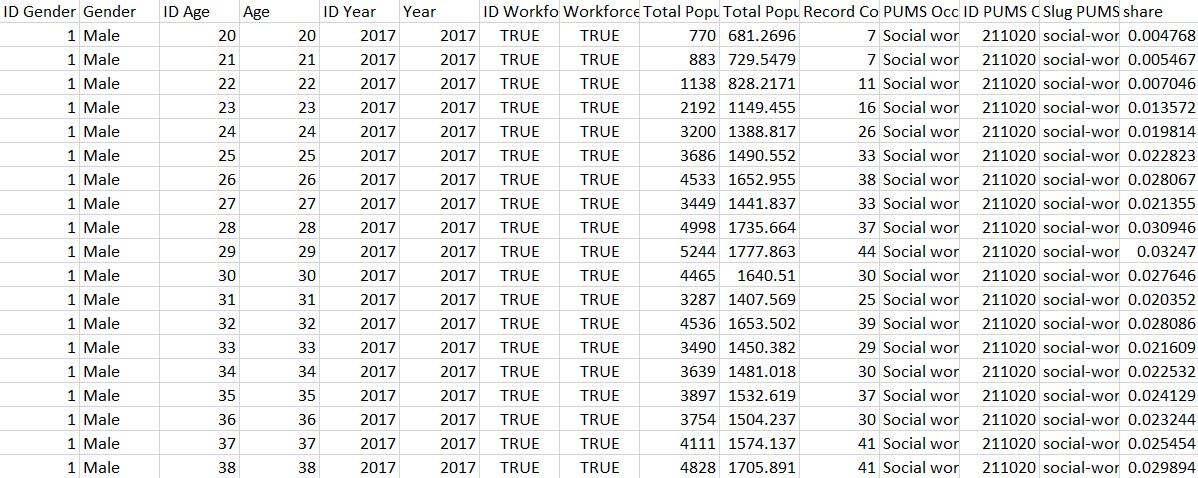 ID Gender Gender ID Age Age ID Year Year ID Workfo Workforce Total Popu Total Popu Record Co PUMS Occ ID PUMS O Slug PUMS share
1 Male 20 20 2017 2017 TRUE TRUE 770 681.2696 7 Social wor 211020 social-wor 0.004768
1 Male 21 21 2017 2017 TRUE TRUE 883 729.5479 7 Social wor 211020 social-wor 0.005467
1 Male 22 22 2017 2017 TRUE TRUE 1138 828.2171 11 Social wor 211020 social-wor 0.007046
1 Male 23 23 2017 2017 TRUE TRUE 2192 1149.455 16 Social wor 211020 social-wor 0.013572
1 Male 24 24 2017 2017 TRUE TRUE 3200 1388.817 26 Social wor 211020 social-wor 0.019814
1 Male 25 25 2017 2017 TRUE TRUE 3686 1490.552 33 Social wor 211020 social-wor 0.022823
1 Male 26 26 2017 2017 TRUE TRUE 4533 1652.955 38 Social wor 211020 social-wor 0.028067
1 Male 27 27 2017 2017 TRUE TRUE 3449 1441.837 33 Social wor 211020 social-wor 0.021355
1 Male 28 28 2017 2017 TRUE TRUE 4998 1735.664 37 Social wor 211020 social-wor 0.030946
1 Male 29 29 2017 2017 TRUE TRUE 5244 1777.863 44 Social wor 211020 social-wor 0.03247
1 Male 30 30 2017 2017 TRUE TRUE 4465 1640.51 30 Social wor 211020 social-wor 0.027646
1 Male 31 31 2017 2017 TRUE TRUE 3287 1407.569 25 Social wor 211020 social-wor 0.020352
1 Male 32 32 2017 2017 TRUE TRUE 4536 1653.502 39 Social wor 211020 social-wor 0.028086
1 Male 33 33 2017 2017 TRUE TRUE 3490 1450.382 29 Social wor 211020 social-wor 0.021609
1 Male 34 34 2017 2017 TRUE TRUE 3639 1481.018 30 Social wor 211020 social-wor 0.022532
1 Male 35 35 2017 2017 TRUE TRUE 3897 1532.619 37 Social wor 211020 social-wor 0.024129
1 Male 36 36 2017 2017 TRUE TRUE 3754 1504.237 30 Social wor 211020 social-wor 0.023244
1 Male 37 37 2017 2017 TRUE TRUE 4111 1574.137 41 Social wor 211020 social-wor 0.025454
1 Male 38 38 2017 2017 TRUE TRUE 4828 1705.891 41 Social wor 211020 social-wor 0.029894